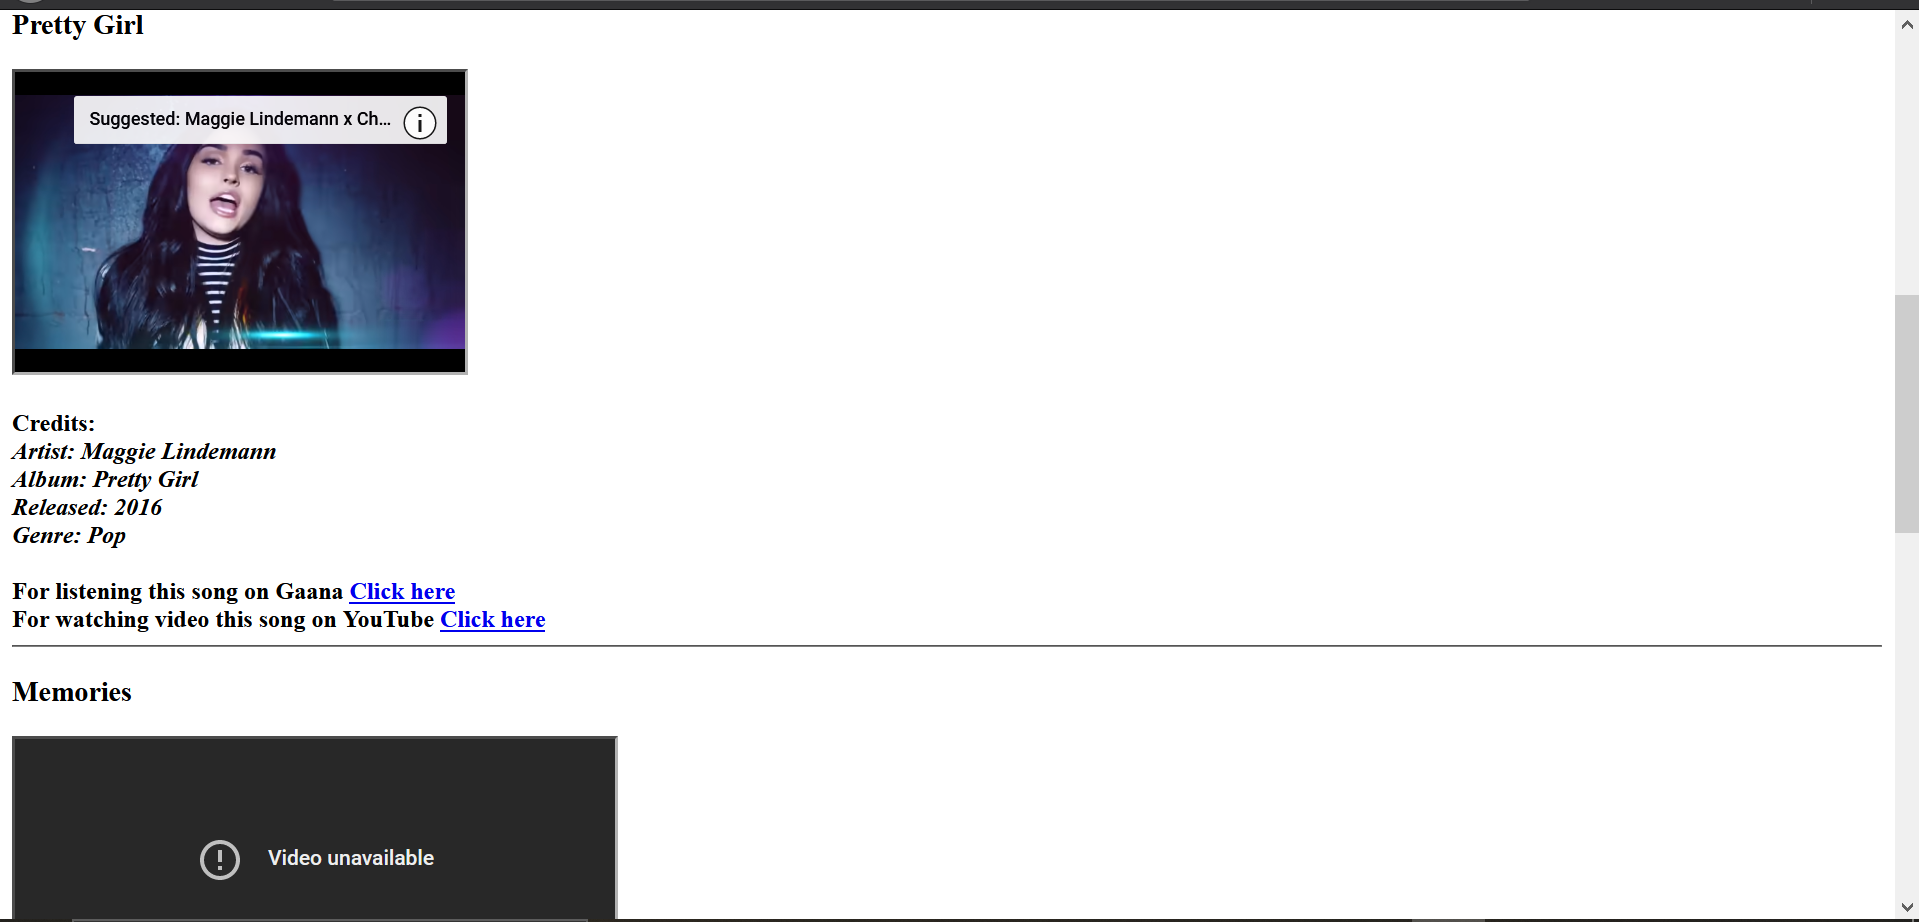 Pretty Girl
Suggested: Maggie Lindemann x Ch...
Credits:
Artist: Maggie Lindemann
Album: Pretty Girl
Released: 2016
Genre: Pop
For listening this song on Gaana Click here
For watching video this song on YouTube Click here
Memories
Video unavailable